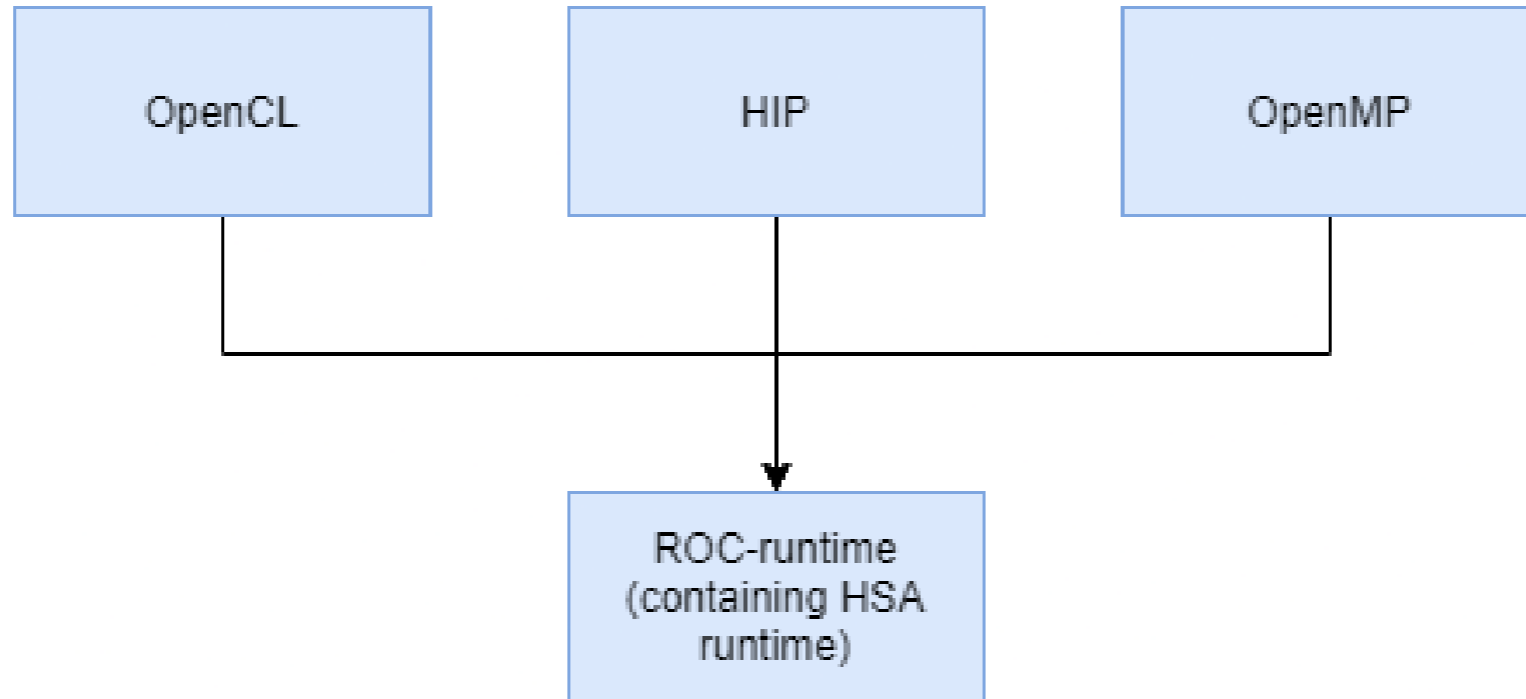 OpenCL
HIP
OpenMP
ROC-runtime
(containing HSA
runtime)